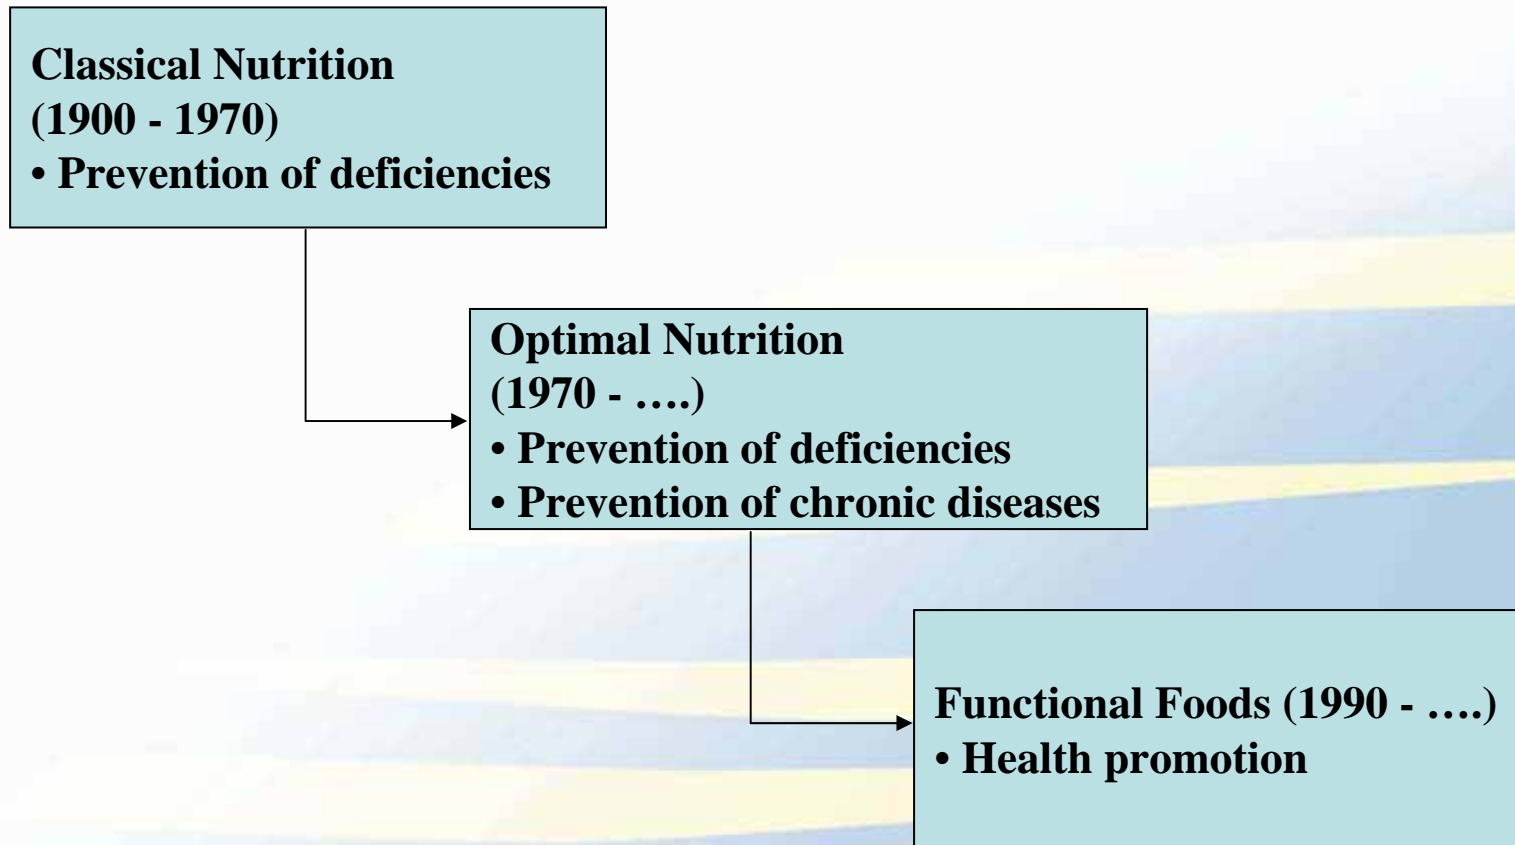 Classical Nutrition
(1900 - 1970)
• Prevention of deficiencies
Optimal Nutrition
(1970 - ….)
• Prevention of deficiencies
• Prevention of chronic diseases
Functional Foods (1990 - ….)
• Health promotion